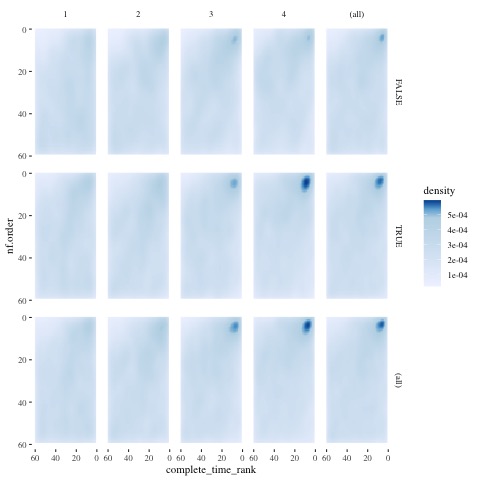 1 2 3 4 (all)
0
20
40
60
FALSE
0
20
40
60
TRUE
0
20
40
60
(all)
nf.order
60 40 20 0 60 40 20 0 60 40 20 0 60 40 20 0 60 40 20 0
complete_time_rank
density
5e-04
4e-04
3e-04
2e-04
1e-04